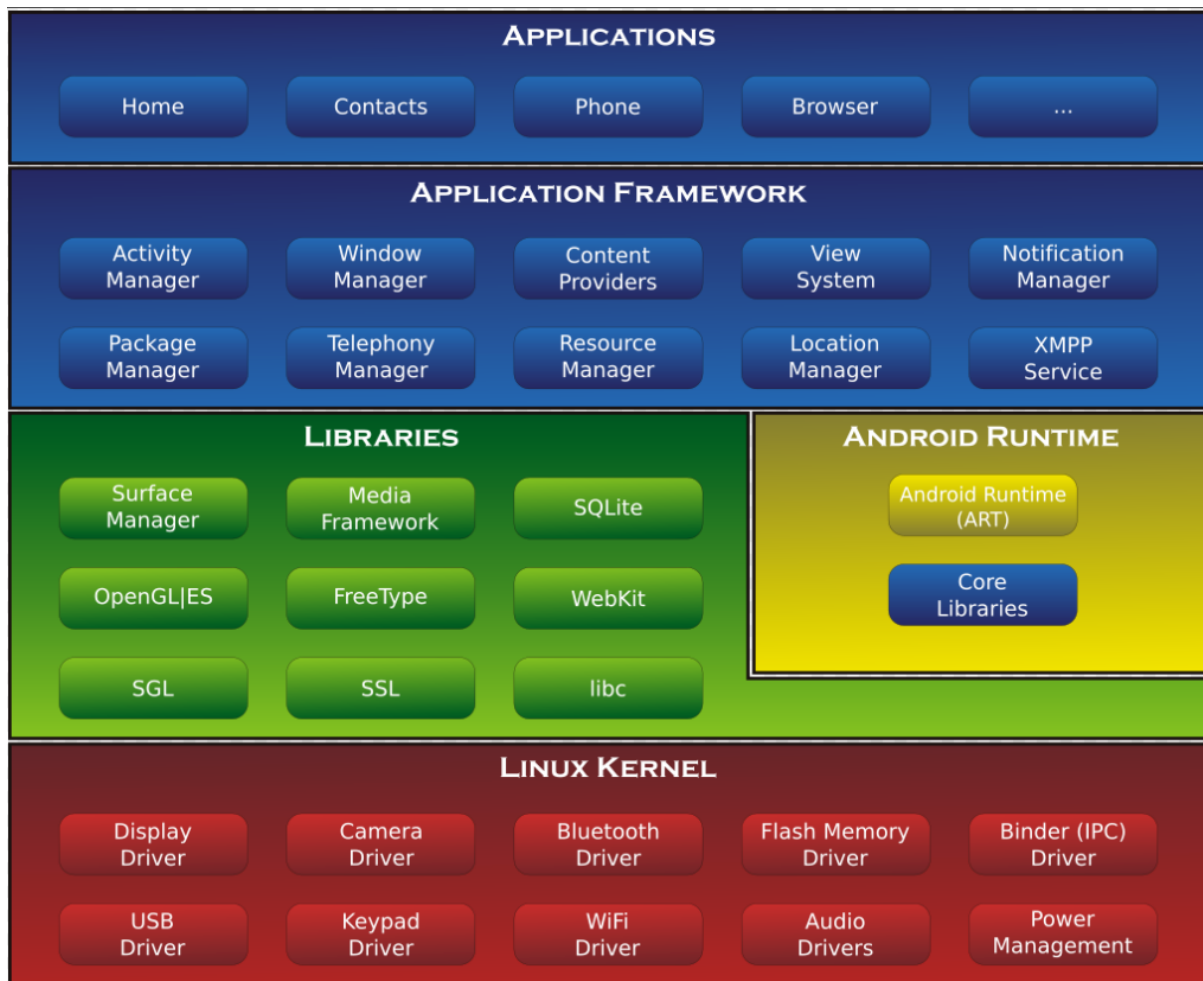 APPLICATIONS
Home
Contacts
Phone
Browser
...
APPLICATION FRAMEWORK
Activity
Manager
Window
Manager
Content
Providers
View
System
Notification
Manager
Package
Manager
Telephony
Manager
Resource
Manager
Location
Manager
XMPP
Service
LIBRARIES
Surface
Manager
Media
Framework
SQLite
OpenGL|ES
FreeType
WebKit
SGL
SSL
libc
ANDROID RUNTIME
Android Runtime
(ART)
Core
Libraries
LINUX KERNEL
Display
Driver
Camera
Driver
Bluetooth
Driver
Flash Memory
Driver
Binder (IPC)
Driver
USB
Driver
Keypad
Driver
WiFi
Driver
Audio
Drivers
Power
Management